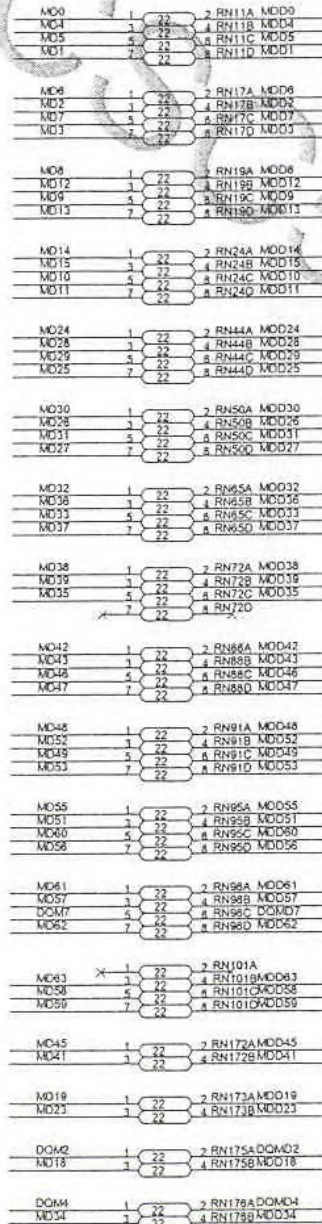 MD0 1 22 2 RN11A MDD0
MD4 3 22 4 RN11B MDD4
MD5 5 22 6 RN11C MDD5
MD1 7 22 8 RN11D MDD1
MD6 1 22 2 RN17A MDD6
MD2 3 22 4 RN17B MDD2
MD7 5 22 6 RN17C MDD7
MD3 7 22 8 RN17D MDD3
MD8 1 22 2 RN19A MDD8
MD12 3 22 4 RN19B MDD12
MD9 5 22 6 RN19C MDD9
MD13 7 22 8 RN19D MDD13
MD14 1 22 2 RN24A MDD14
MD15 3 22 4 RN24B MDD15
MD10 5 22 6 RN24C MDD10
MD11 7 22 8 RN24D MDD11
MD24 1 22 2 RN44A MDD24
MD28 3 22 4 RN44B MDD28
MD29 5 22 6 RN44C MDD29
MD25 7 22 8 RN44D MDD25
MD30 1 22 2 RN50A MDD30
MD26 3 22 4 RN50B MDD26
MD31 5 22 6 RN50C MDD31
MD27 7 22 8 RN50D MDD27
MD32 1 22 2 RN65A MDD32
MD36 3 22 4 RN65B MDD36
MD33 5 22 6 RN65C MDD33
MD37 7 22 8 RN65D MDD37
MD38 1 22 2 RN72A MDD38
MD39 3 22 4 RN72B MDD39
MD35 5 22 6 RN72C MDD35
7 22 8 RN72D
MD42 1 22 2 RN88A MDD42
MD43 3 22 4 RN88B MDD43
MD46 5 22 6 RN88C MDD46
MD47 7 22 8 RN88D MDD47
MD48 1 22 2 RN91A MDD48
MD52 3 22 4 RN91B MDD52
MD49 5 22 6 RN91C MDD49
MD53 7 22 8 RN91D MDD53
MD55 1 22 2 RN95A MDD55
MD51 3 22 4 RN95B MDD51
MD60 5 22 6 RN95C MDD60
MD56 7 22 8 RN95D MDD56
MD61 1 22 2 RN98A MDD61
MD57 3 22 4 RN98B MDD57
DQM7 5 22 6 RN98C DQMD7
MD62 7 22 8 RN98D MDD62
1 22 2 RN101A
MD63 3 22 4 RN101B MDD63
MD58 5 22 6 RN101C MDD58
MD59 7 22 8 RN101D MDD59
MD45 1 22 2 RN172A MDD45
MD41 3 22 4 RN172B MDD41
MD19 1 22 2 RN173A MDD19
MD23 3 22 4 RN173B MDD23
DQM2 1 22 2 RN175A DQMD2
MD18 3 22 4 RN175B MDD18
DQM4 1 22 2 RN176A DQMD4
MD34 3 22 4 RN176B MDD34